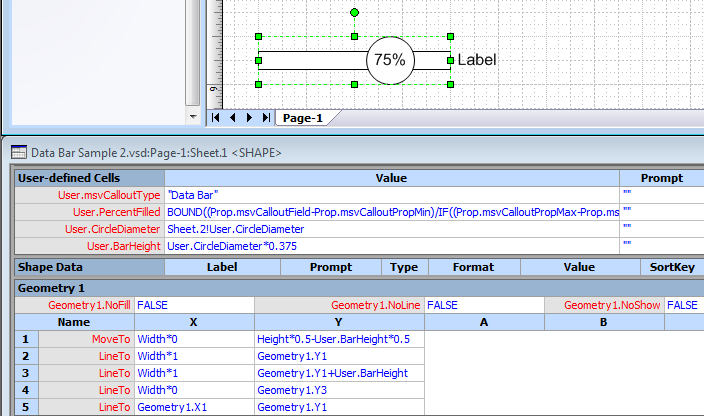 75% Label
9
Page-1
Data Bar Sample 2.vsd:Page-1:Sheet.1 <SHAPE>
User-defined Cells Value Prompt
User.msvCalloutType "Data Bar" ""
User.PercentFilled BOUND((Prop.msvCalloutField-Prop.msvCalloutPropMin)/IF((Prop.msvCalloutPropMax-Prop.ms ""
User.CircleDiameter Sheet.2!User.CircleDiameter ""
User.BarHeight User.CircleDiameter*0.375 ""
Shape Data Label Prompt Type Format Value SortKey
Geometry 1
Geometry1.NoFill FALSE Geometry1.NoLine FALSE Geometry1.NoShow FALSE
Name X Y A B
1 MoveTo Width*0 Height*0.5-User.BarHeight*0.5
2 LineTo Width*1 Geometry1.Y1
3 LineTo Width*1 Geometry1.Y1+User.BarHeight
4 LineTo Width*0 Geometry1.Y3
5 LineTo Geometry1.X1 Geometry1.Y1